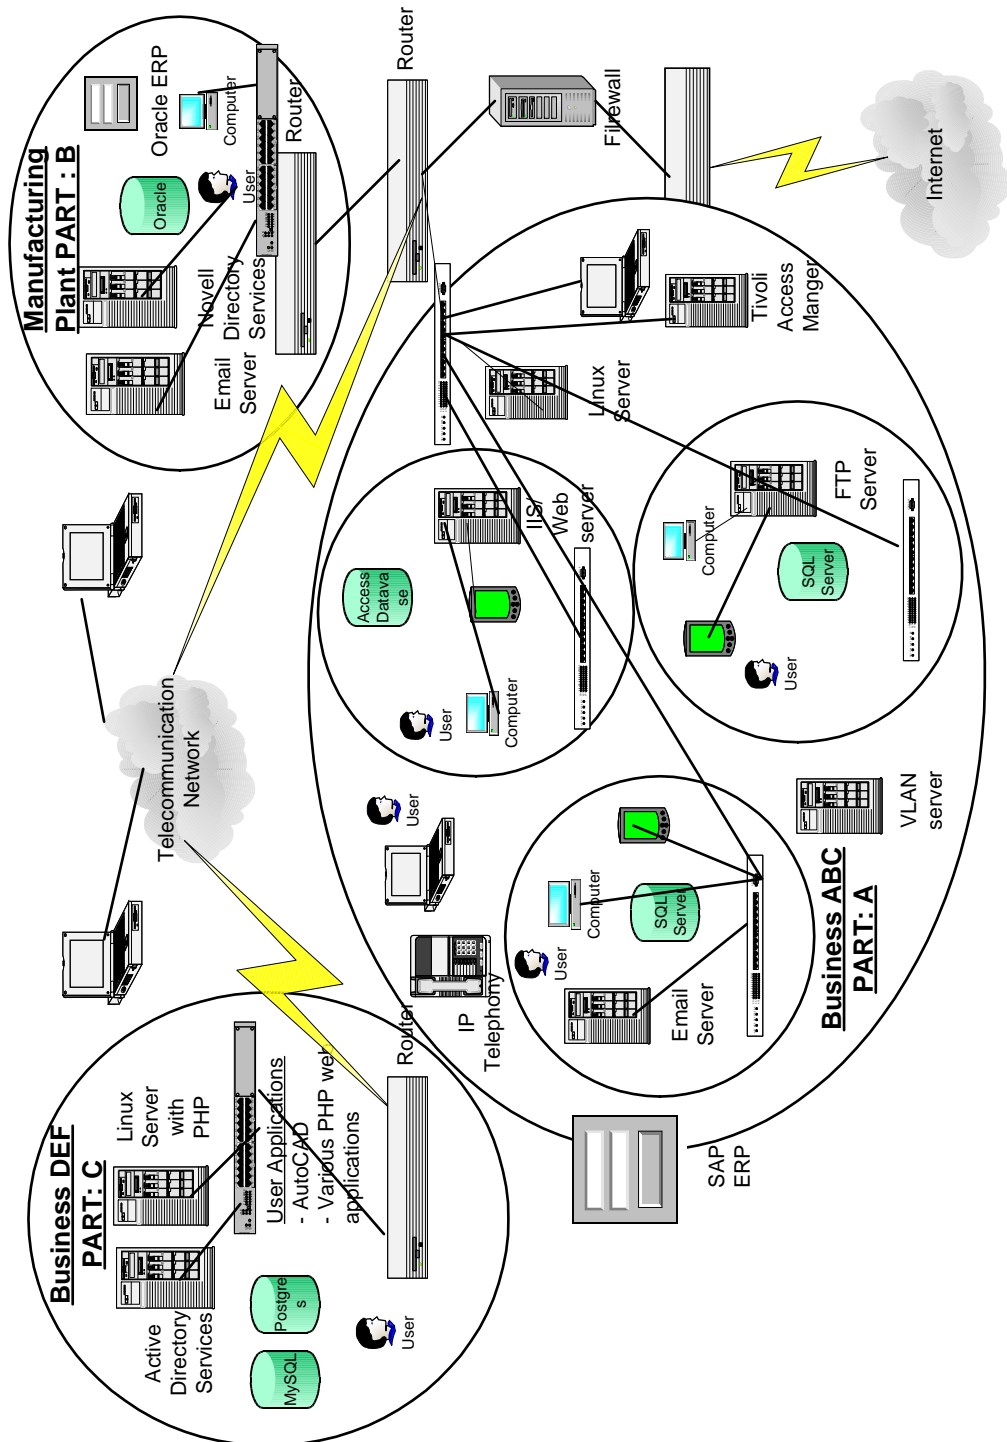 Business DEF
PART: C
Active
Directory
Services
Linux
Server
with
PHP
MySQL
Postgre
s
User Applications
- AutoCAD
- Various PHP web
applications
User
Router
Telecommunication
Network
Manufacturing
Plant PART : B
Email
Server
Novell
Directory
Services
Oracle
User
Oracle ERP
Computer
Router
Router
Filrewall
Internet
SAP
ERP
IP
Telephony
User
Business ABC
PART: A
Email
Server
User
Computer
SQL
Server
VLAN
server
User
Computer
Access
Datava
se
IIS/
Web
server
Linux
Server
Tivoli
Access
Manger
User
Computer
SQL
Server
FTP
Server